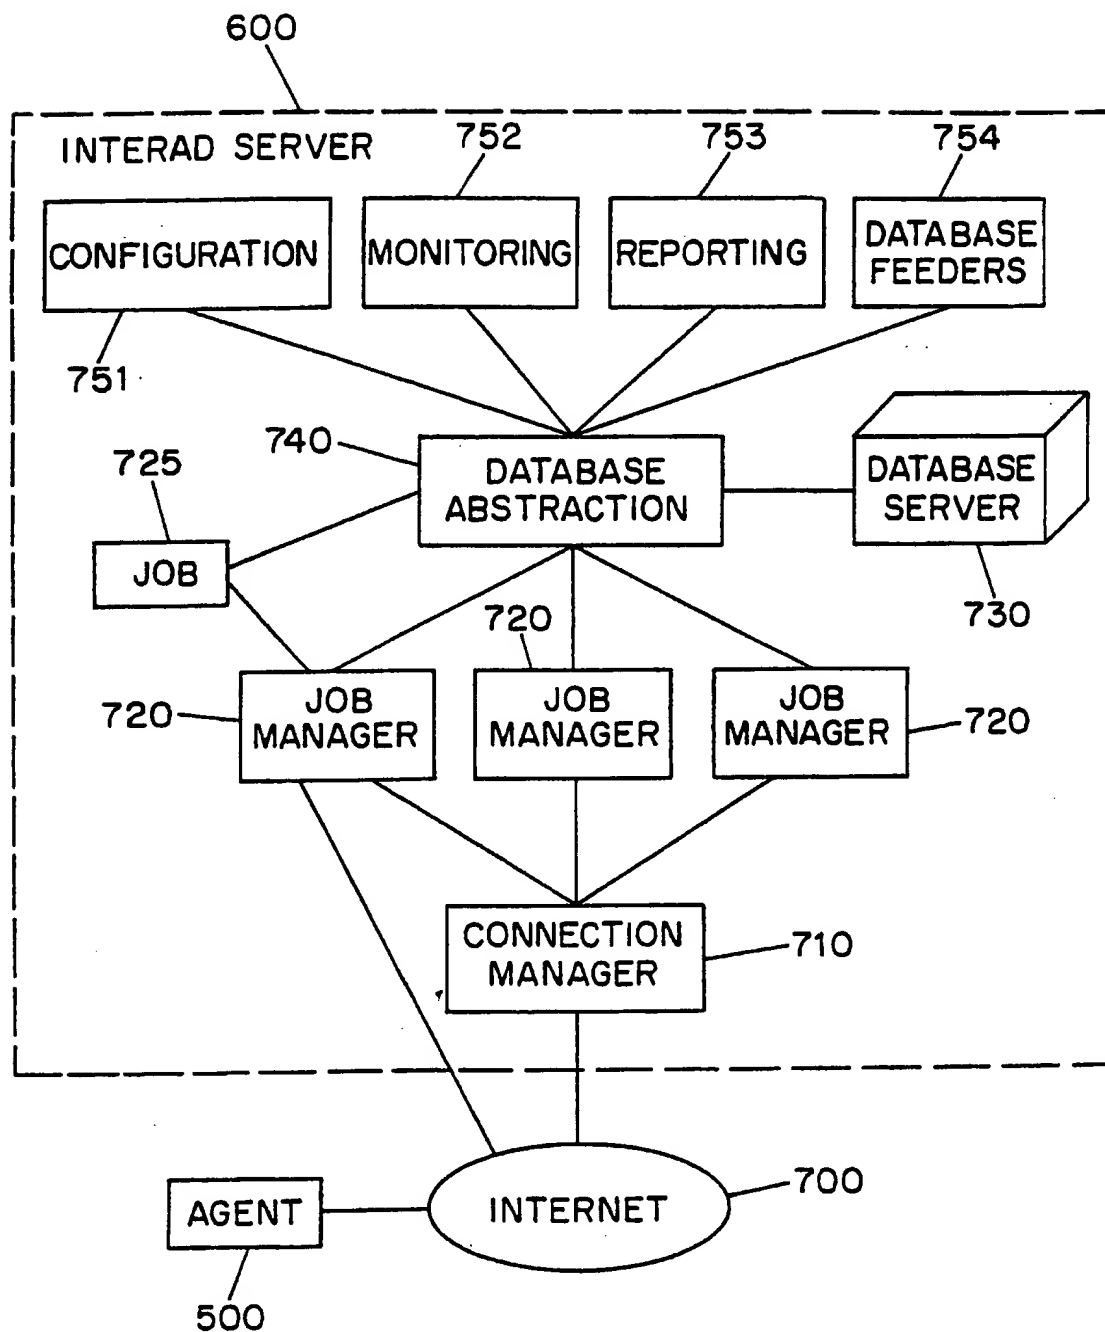 600
INTERAD SERVER
752
753
754
CONFIGURATION
MONITORING
REPORTING
DATABASE
FEEDERS
751
740
DATABASE
ABSTRACTION
DATABASE
SERVER
725
JOB
730
720
720
JOB
MANAGER
JOB
MANAGER
JOB
MANAGER
720
CONNECTION
MANAGER
710
INTERNET
700
AGENT
500